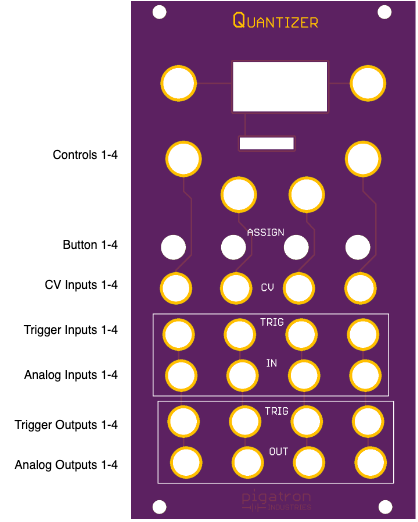 Quantizer
Controls 1-4
ASSIGN
Button 1-4
CV Inputs 1-4
CV
Trigger Inputs 1-4
TRIG
IN
Analog Inputs 1-4
TRIG
Trigger Outputs 1-4
OUT
Analog Outputs 1-4
pigatron
INDUSTRIES